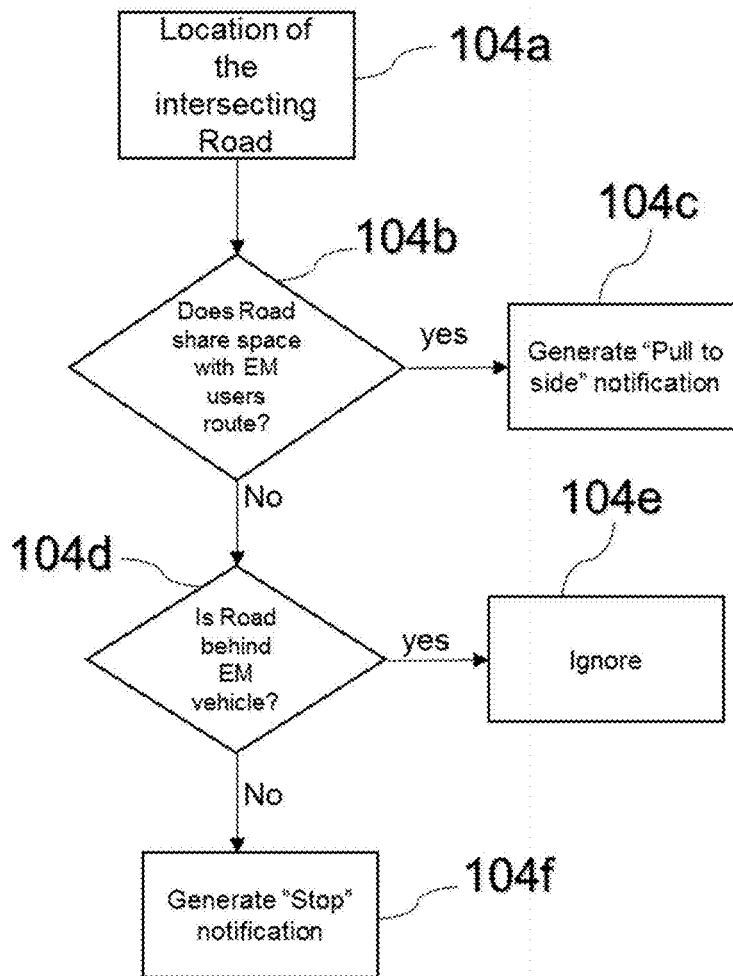 Location of
the
intersecting
Road
104a
104b
104c
Does Road
share space
with EM
users
route?
yes
Generate “Pull to
side” notification
No
104d
104e
Is Road
behind
EM
vehicle?
yes
Ignore
No
Generate “Stop”
notification
104f